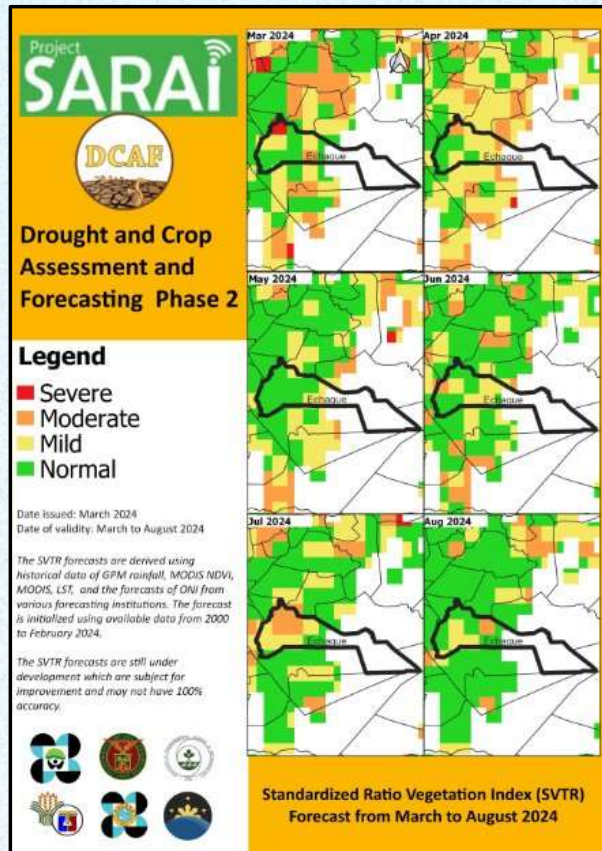 Project
SARAi
DCAF
Drought and Crop
Assessment and
Forecasting Phase 2
Legend
Severe
Moderate
Mild
Normal
Date issued: March 2024
Date of validity: March to August 2024
The SVTR forecasts are derived using
historical data of GPM rainfall, MODIS NDVI,
MODIS, LST, and the forecasts of ONI from
various forecasting institutions. The forecast
is initialized using available data from 2000
to February 2024.
The SVTR forecasts are still under
development which are subject for
improvement and may not have 100%
accuracy.
Mar 2024
N
Echague
Apr 2024
Echague
May 2024
Echague
Jun 2024
Echague
Jul 2024
Echague
Aug 2024
Echague
Standardized Ratio Vegetation Index (SVTR)
Forecast from March to August 2024